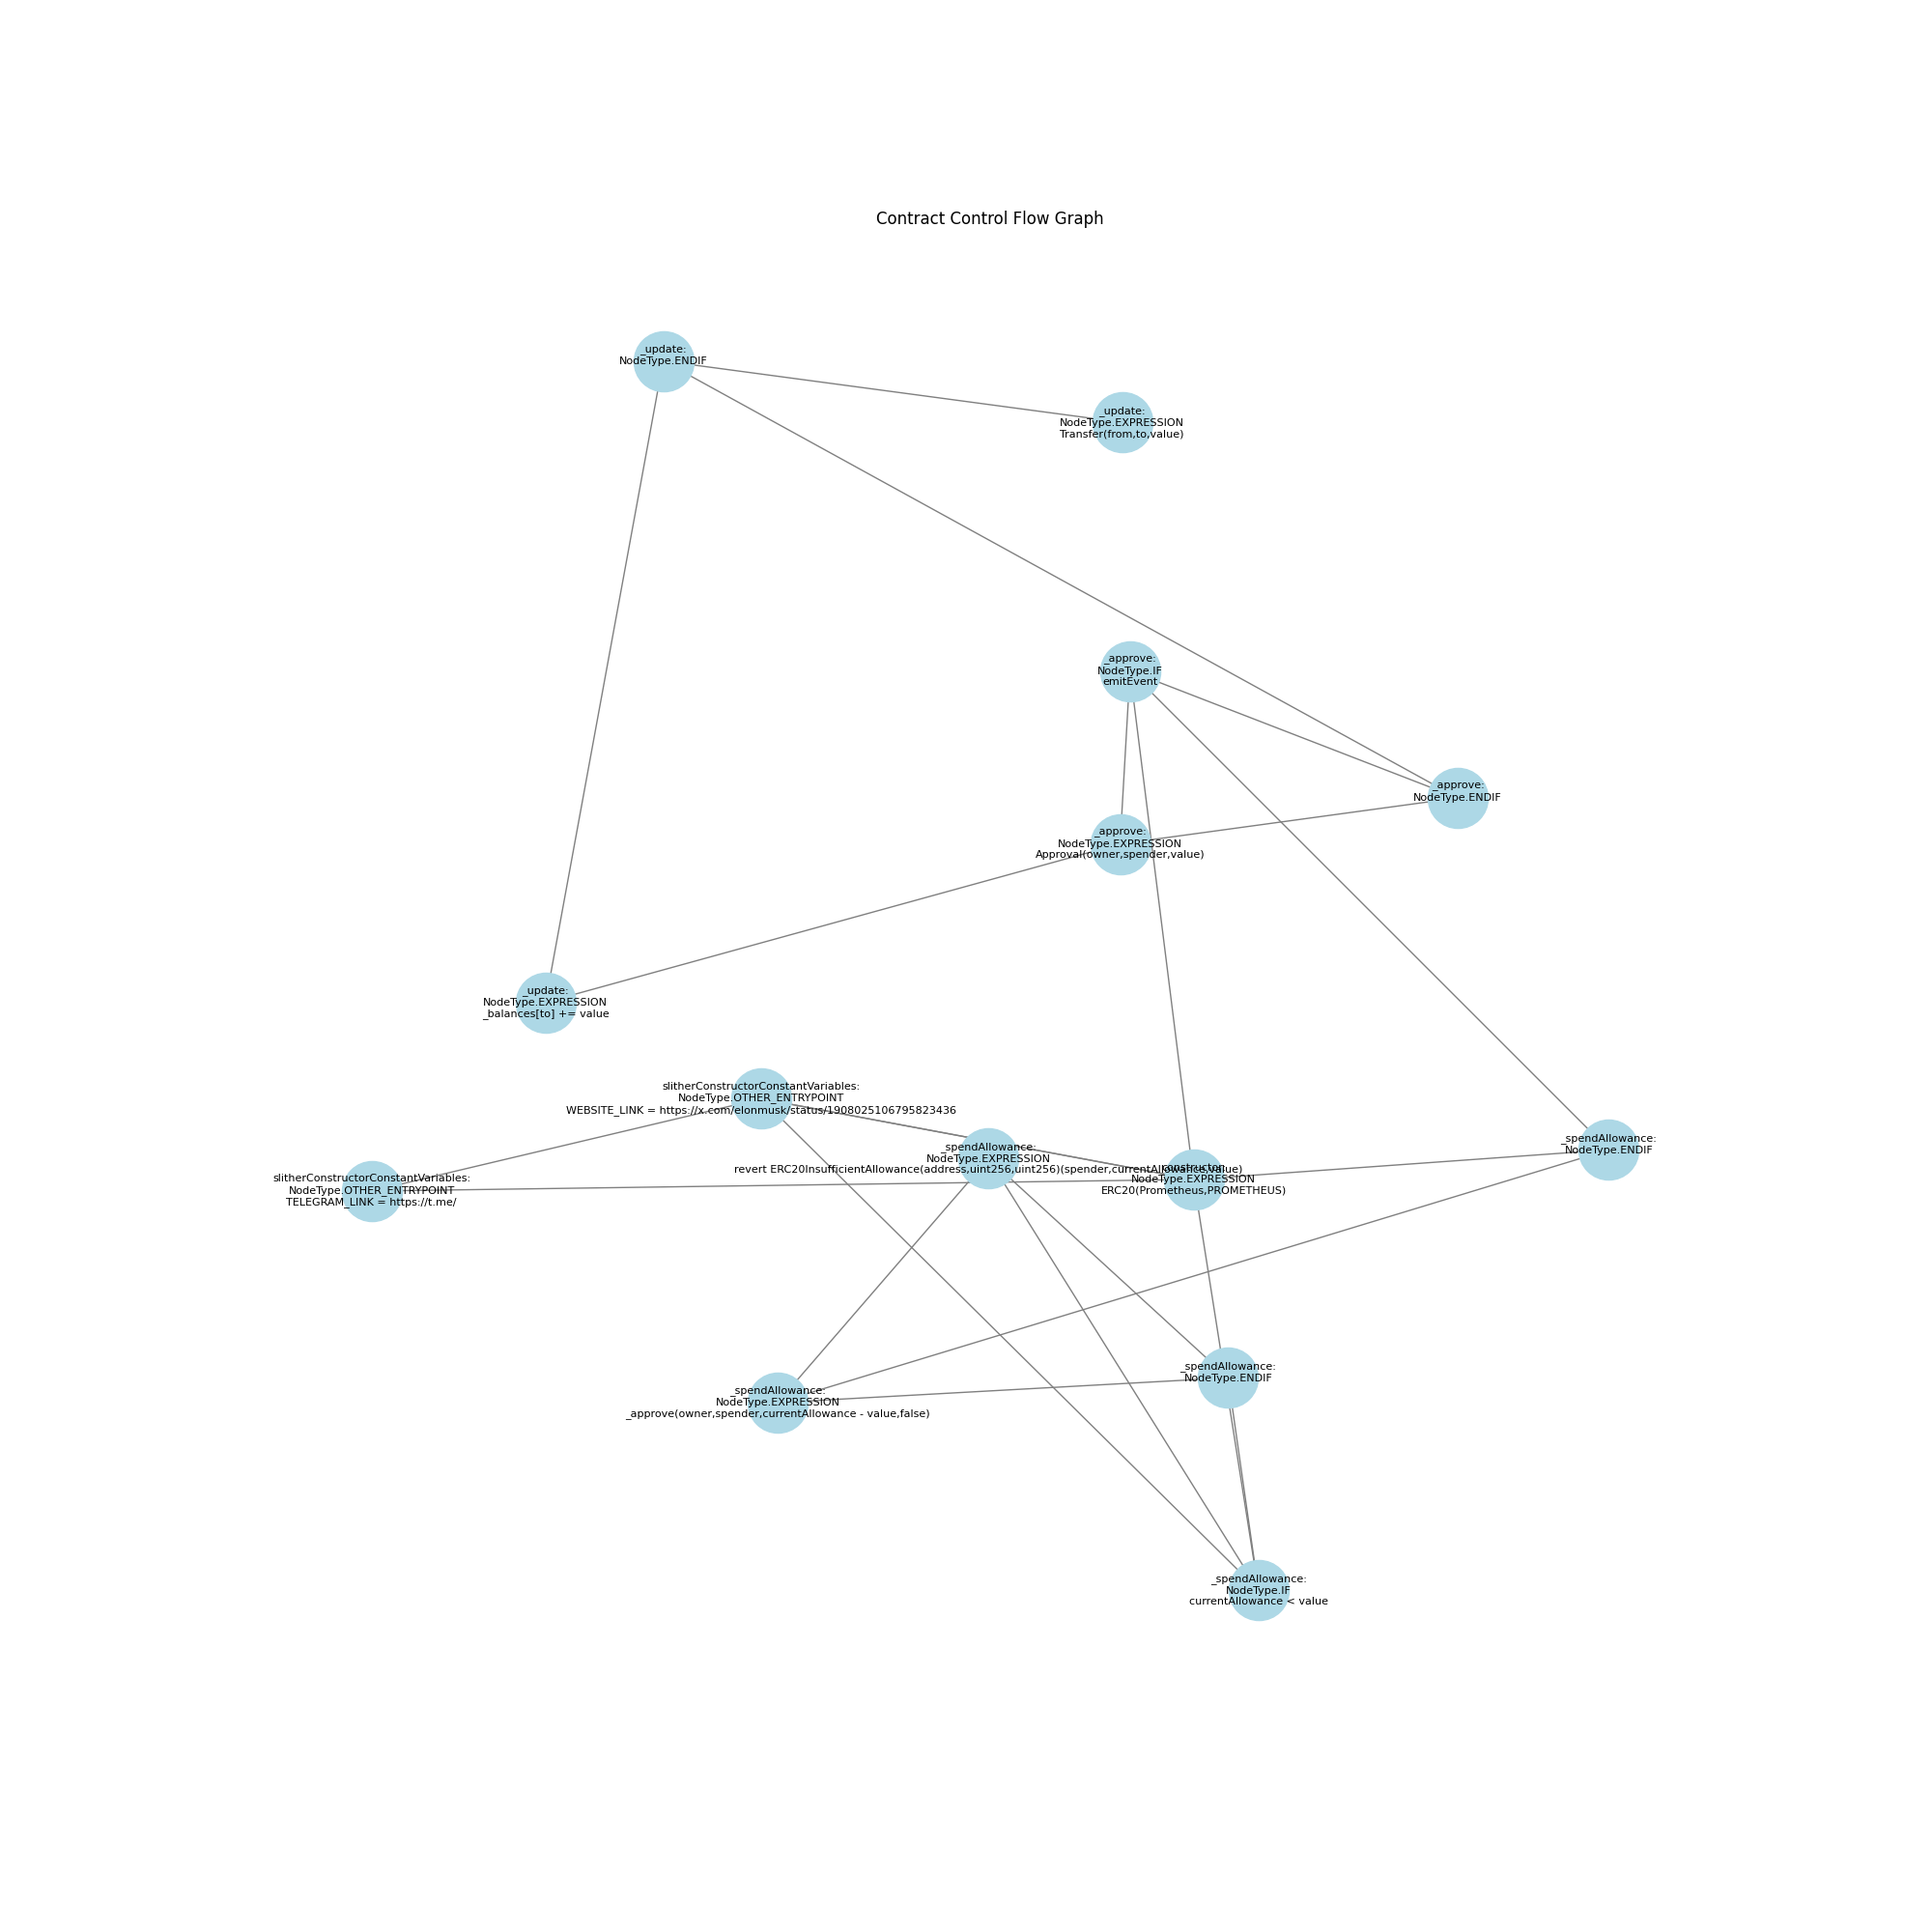 Contract Control Flow Graph
_update:
NodeType.ENDIF
_update:
NodeType.EXPRESSION
Transfer(from,to,value)
_approve:
NodeType.IF
emitEvent
_approve:
NodeType.ENDIF
_approve:
NodeType.EXPRESSION
Approval(owner,spender,value)
_update:
NodeType.EXPRESSION
_balances[to] += value
slitherConstructorConstantVariables:
NodeType.OTHER_ENTRYPOINT
WEBSITE_LINK = https://x.com/elonmusk/status/1908025106795823436
_spendAllowance:
NodeType.EXPRESSION
revert ERC20InsufficientAllowance(address,uint256,uint256)(spender,currentAllowance,value)
constructor:
NodeType.EXPRESSION
ERC20(Prometheus,PROMETHEUS)
_spendAllowance:
NodeType.ENDIF
slitherConstructorConstantVariables:
NodeType.OTHER_ENTRYPOINT
TELEGRAM_LINK = https://t.me/
_spendAllowance:
NodeType.ENDIF
_spendAllowance:
NodeType.EXPRESSION
_approve(owner,spender,currentAllowance - value,false)
_spendAllowance:
NodeType.IF
currentAllowance < value